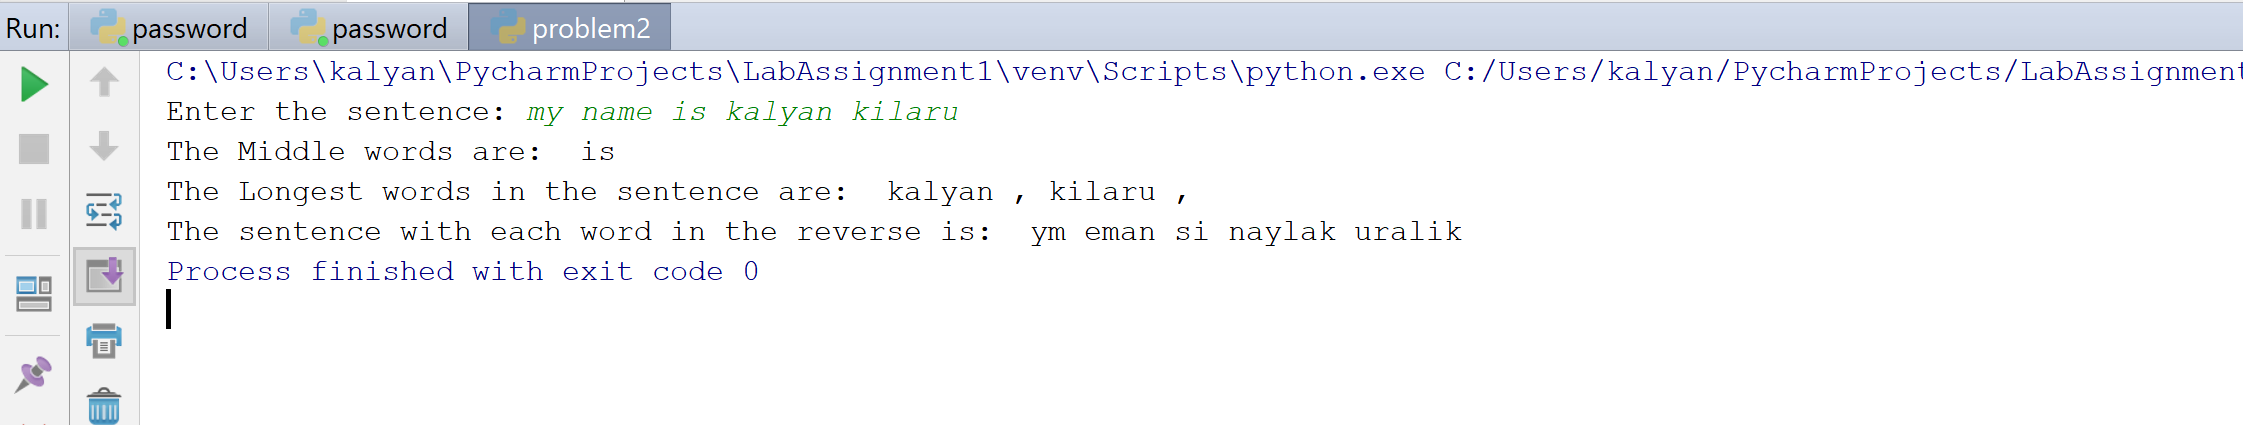 Run: password password problem2
C:\Users\kalyan\PycharmProjects\LabAssignment1\venv\Scripts\python.exe C:/Users/kalyan/PycharmProjects/LabAssignment
Enter the sentence: my name is kalyan kilaru
The Middle words are:  is
The Longest words in the sentence are:  kalyan , kilaru ,
The sentence with each word in the reverse is:  ym eman si naylak uralik
Process finished with exit code 0